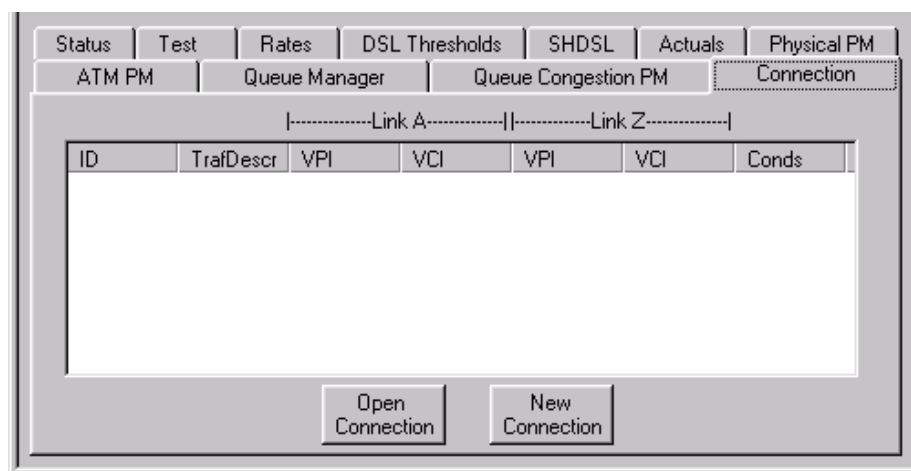 Status Test Rates DSL Thresholds SHDSL Actuals Physical PM
ATM PM Queue Manager Queue Congestion PM Connection
|--------------Link A-------------||-------------Link Z--------------|
ID TrafDescr VPI VCI VPI VCI Conds
Open New
Connection Connection